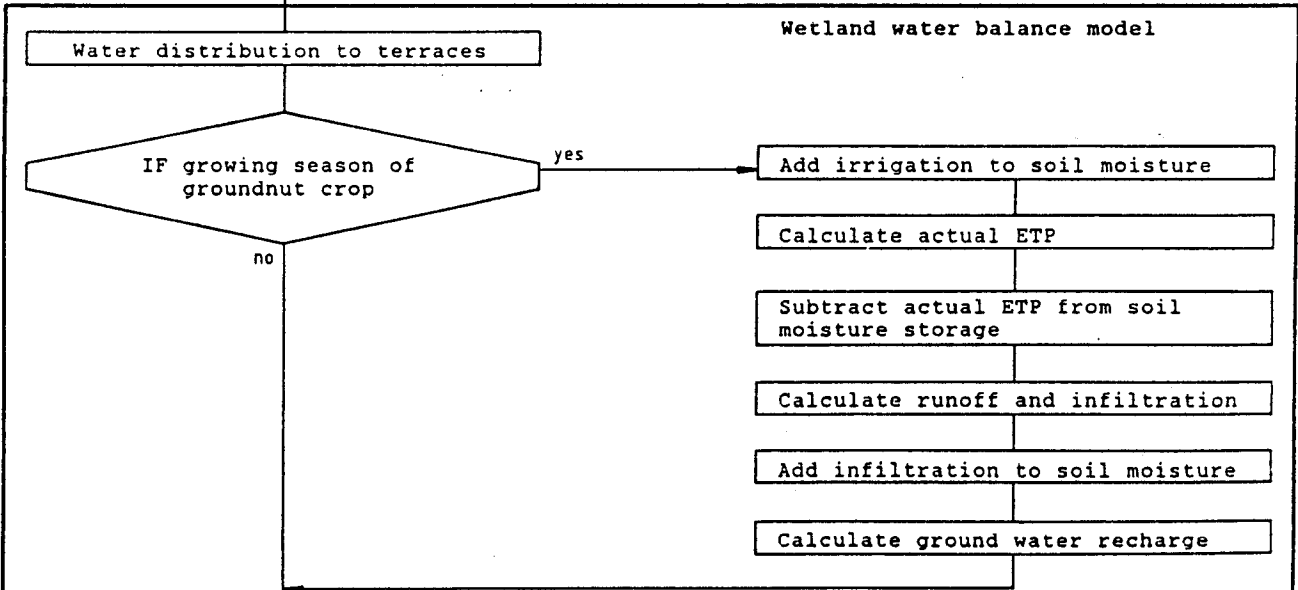 Wetland water balance model
Water distribution to terraces
IF growing season of
groundnut crop
yes
no
Add irrigation to soil moisture
Calculate actual ETP
Subtract actual ETP from soil
moisture storage
Calculate runoff and infiltration
Add infiltration to soil moisture
Calculate ground water recharge